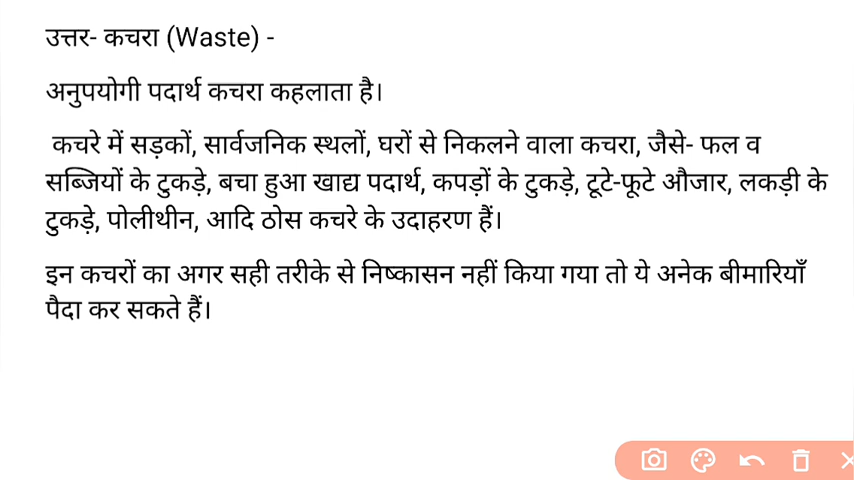 उत्तर- कचरा (Waste) -
अनुपयोगी पदार्थ कचरा कहलाता है।
कचरे में सड़कों, सार्वजनिक स्थलों, घरों से निकलने वाला कचरा, जैसे- फल व
सब्जियों के टुकड़े, बचा हुआ खाद्य पदार्थ, कपड़ों के टुकड़े, टूटे-फूटे औजार, लकड़ी के
टुकड़े, पोलीथीन, आदि ठोस कचरे के उदाहरण हैं।
इन कचरों का अगर सही तरीके से निष्कासन नहीं किया गया तो ये अनेक बीमारियाँ
पैदा कर सकते हैं।